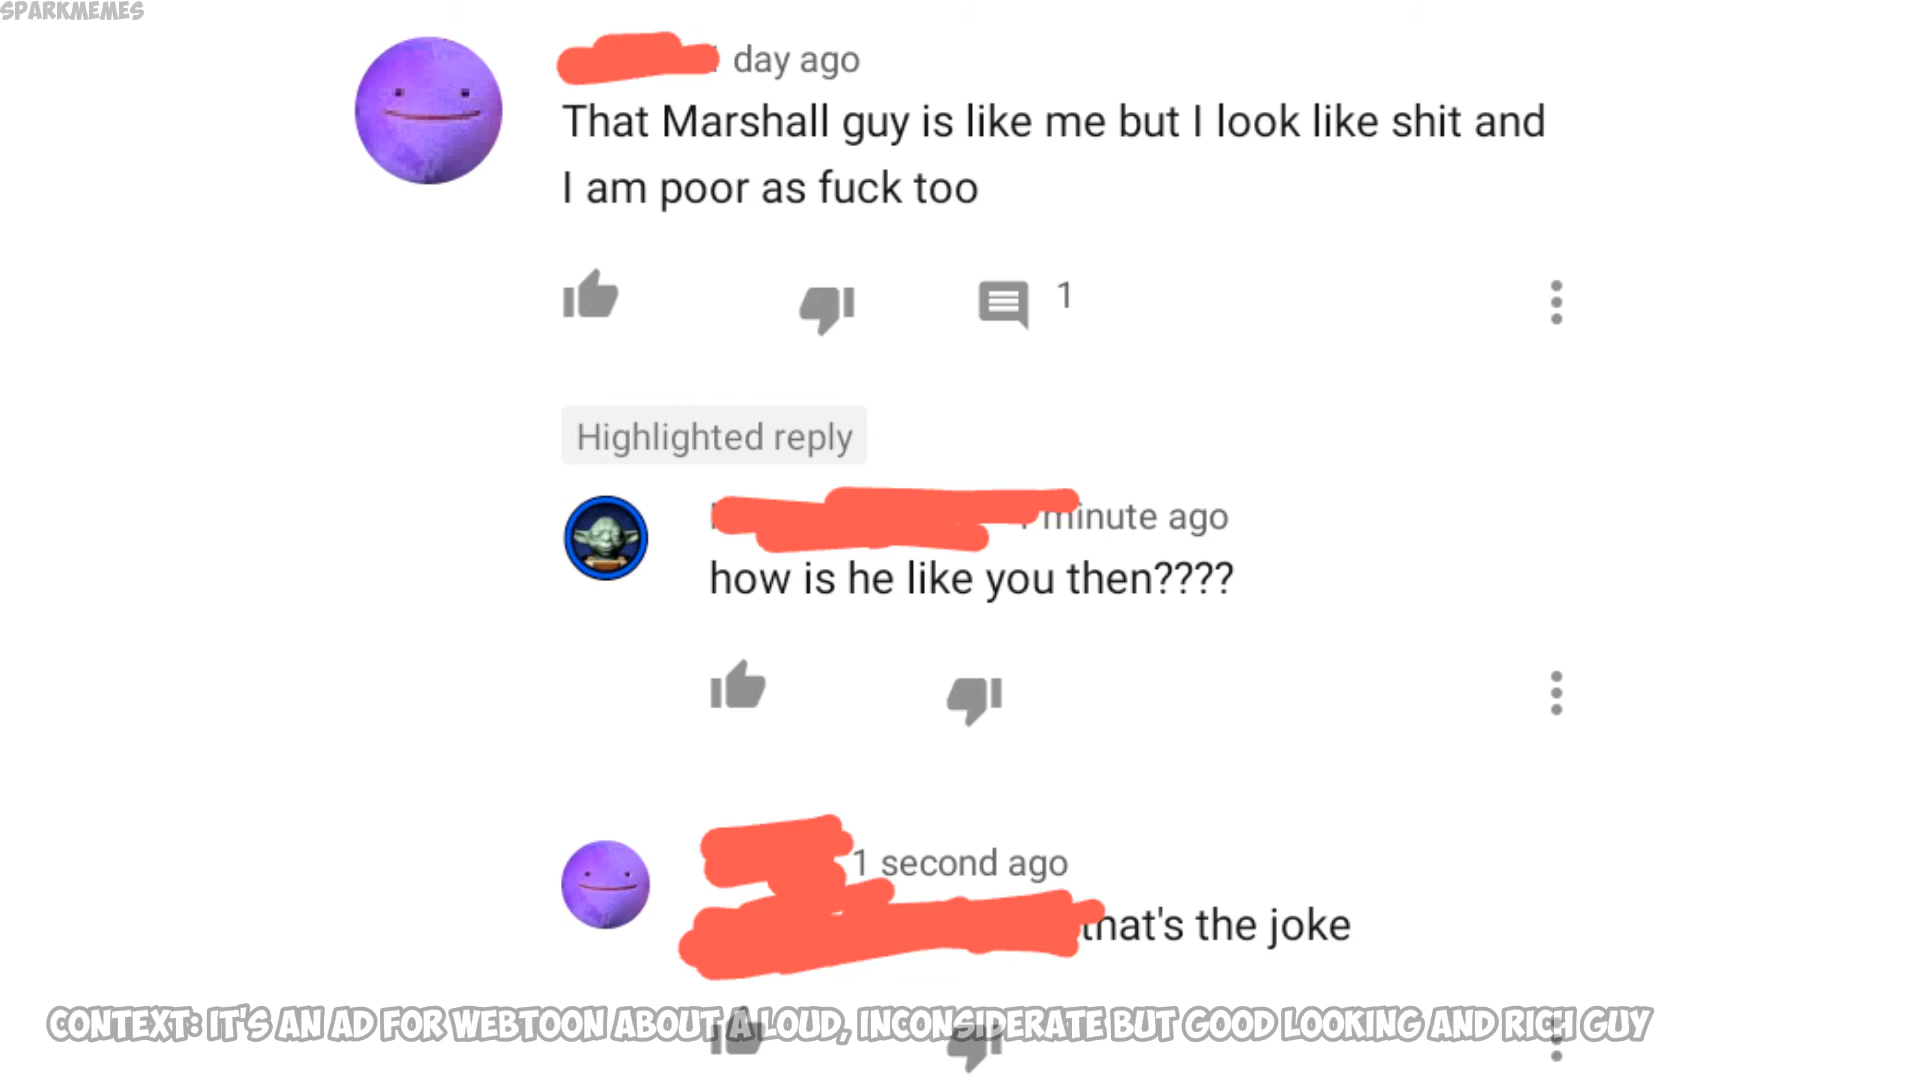 SPARKMEMES
day ago
That Marshall guy is like me but I look like shit and
I am poor as fuck too
1
Highlighted reply
minute ago
how is he like you then????
1 second ago
that's the joke
CONTEXT: IT'S AN AD FOR WEBTOON ABOUT A LOUD, INCONSIDERATE BUT GOOD LOOKING AND RICH GUY